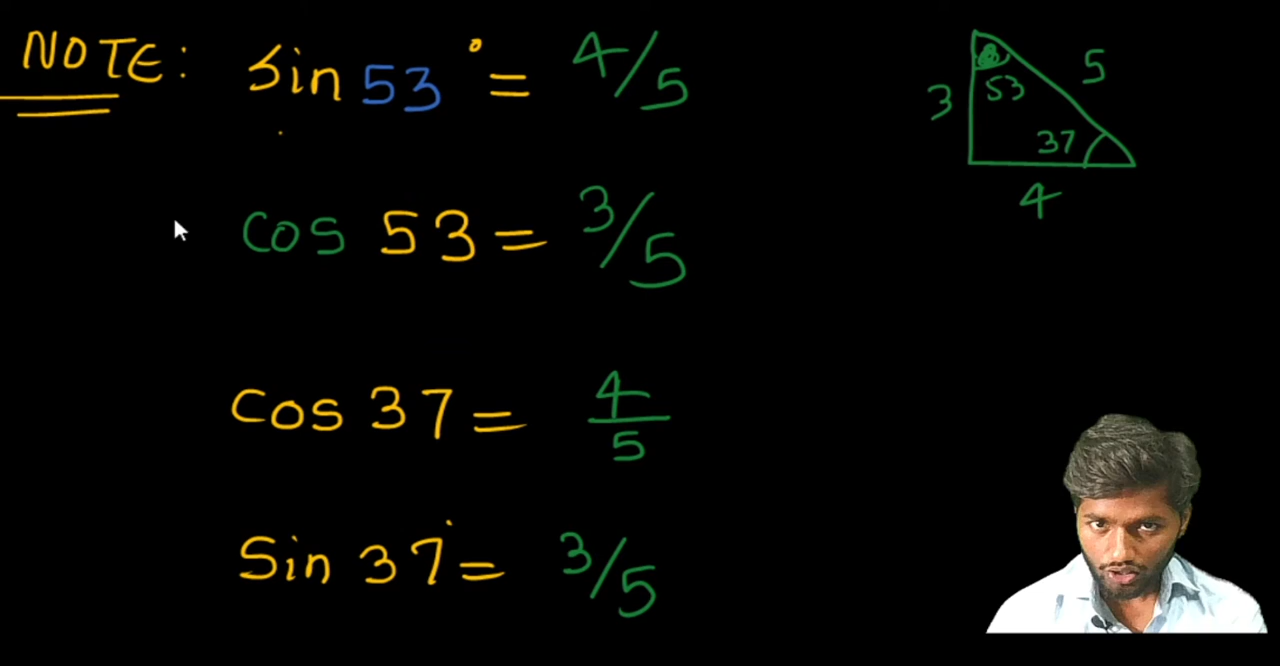 NOTE: Sin 53° = 4/5
cos 53 = 3/5
cos 37 = 4/5
Sin 37° = 3/5
5
3
53
37
4